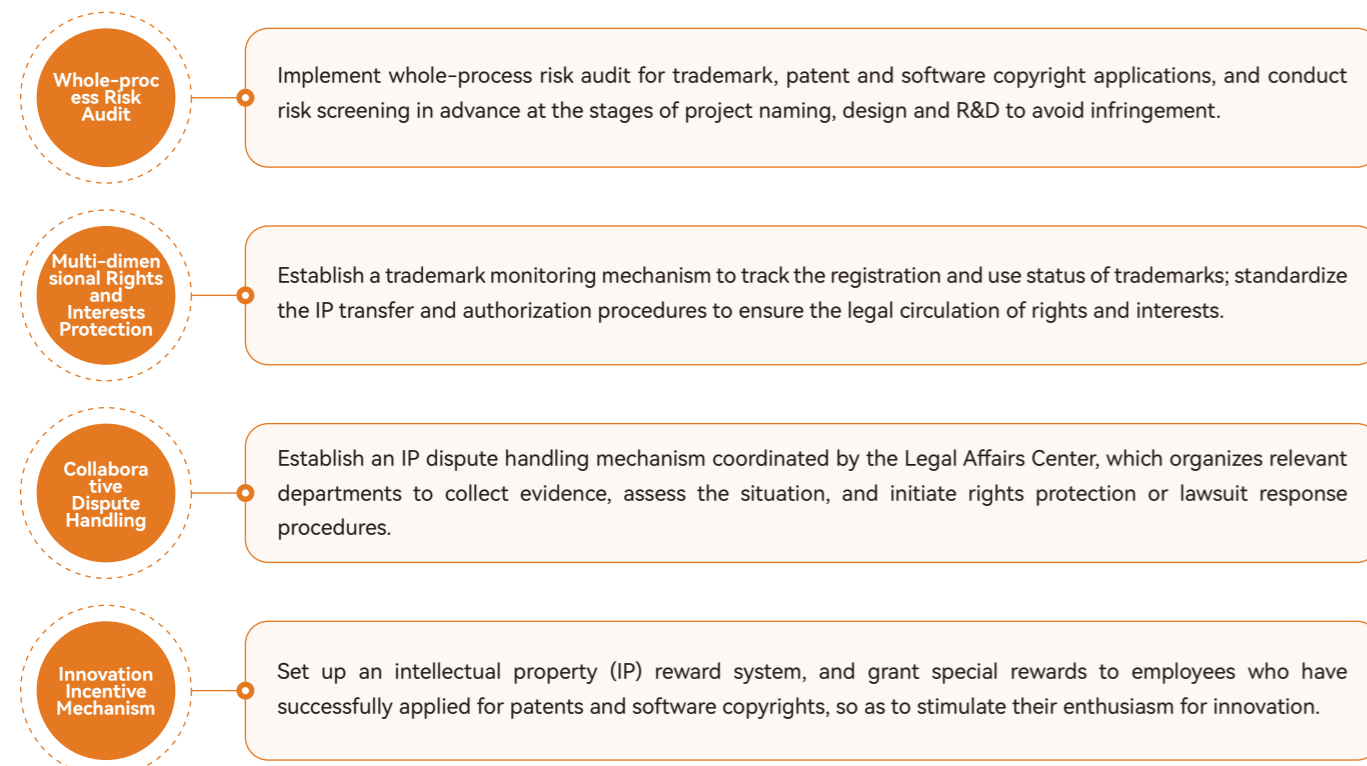 Whole-proc
ess Risk
Audit
Implement whole-process risk audit for trademark, patent and software copyright applications, and conduct
risk screening in advance at the stages of project naming, design and R&D to avoid infringement.
Multi-dimen
sional Rights
and
Interests
Protection
Establish a trademark monitoring mechanism to track the registration and use status of trademarks; standardize
the IP transfer and authorization procedures to ensure the legal circulation of rights and interests.
Collabora
tive
Dispute
Handling
Establish an IP dispute handling mechanism coordinated by the Legal Affairs Center, which organizes relevant
departments to collect evidence, assess the situation, and initiate rights protection or lawsuit response
procedures.
Innovation
Incentive
Mechanism
Set up an intellectual property (IP) reward system, and grant special rewards to employees who have
successfully applied for patents and software copyrights, so as to stimulate their enthusiasm for innovation.